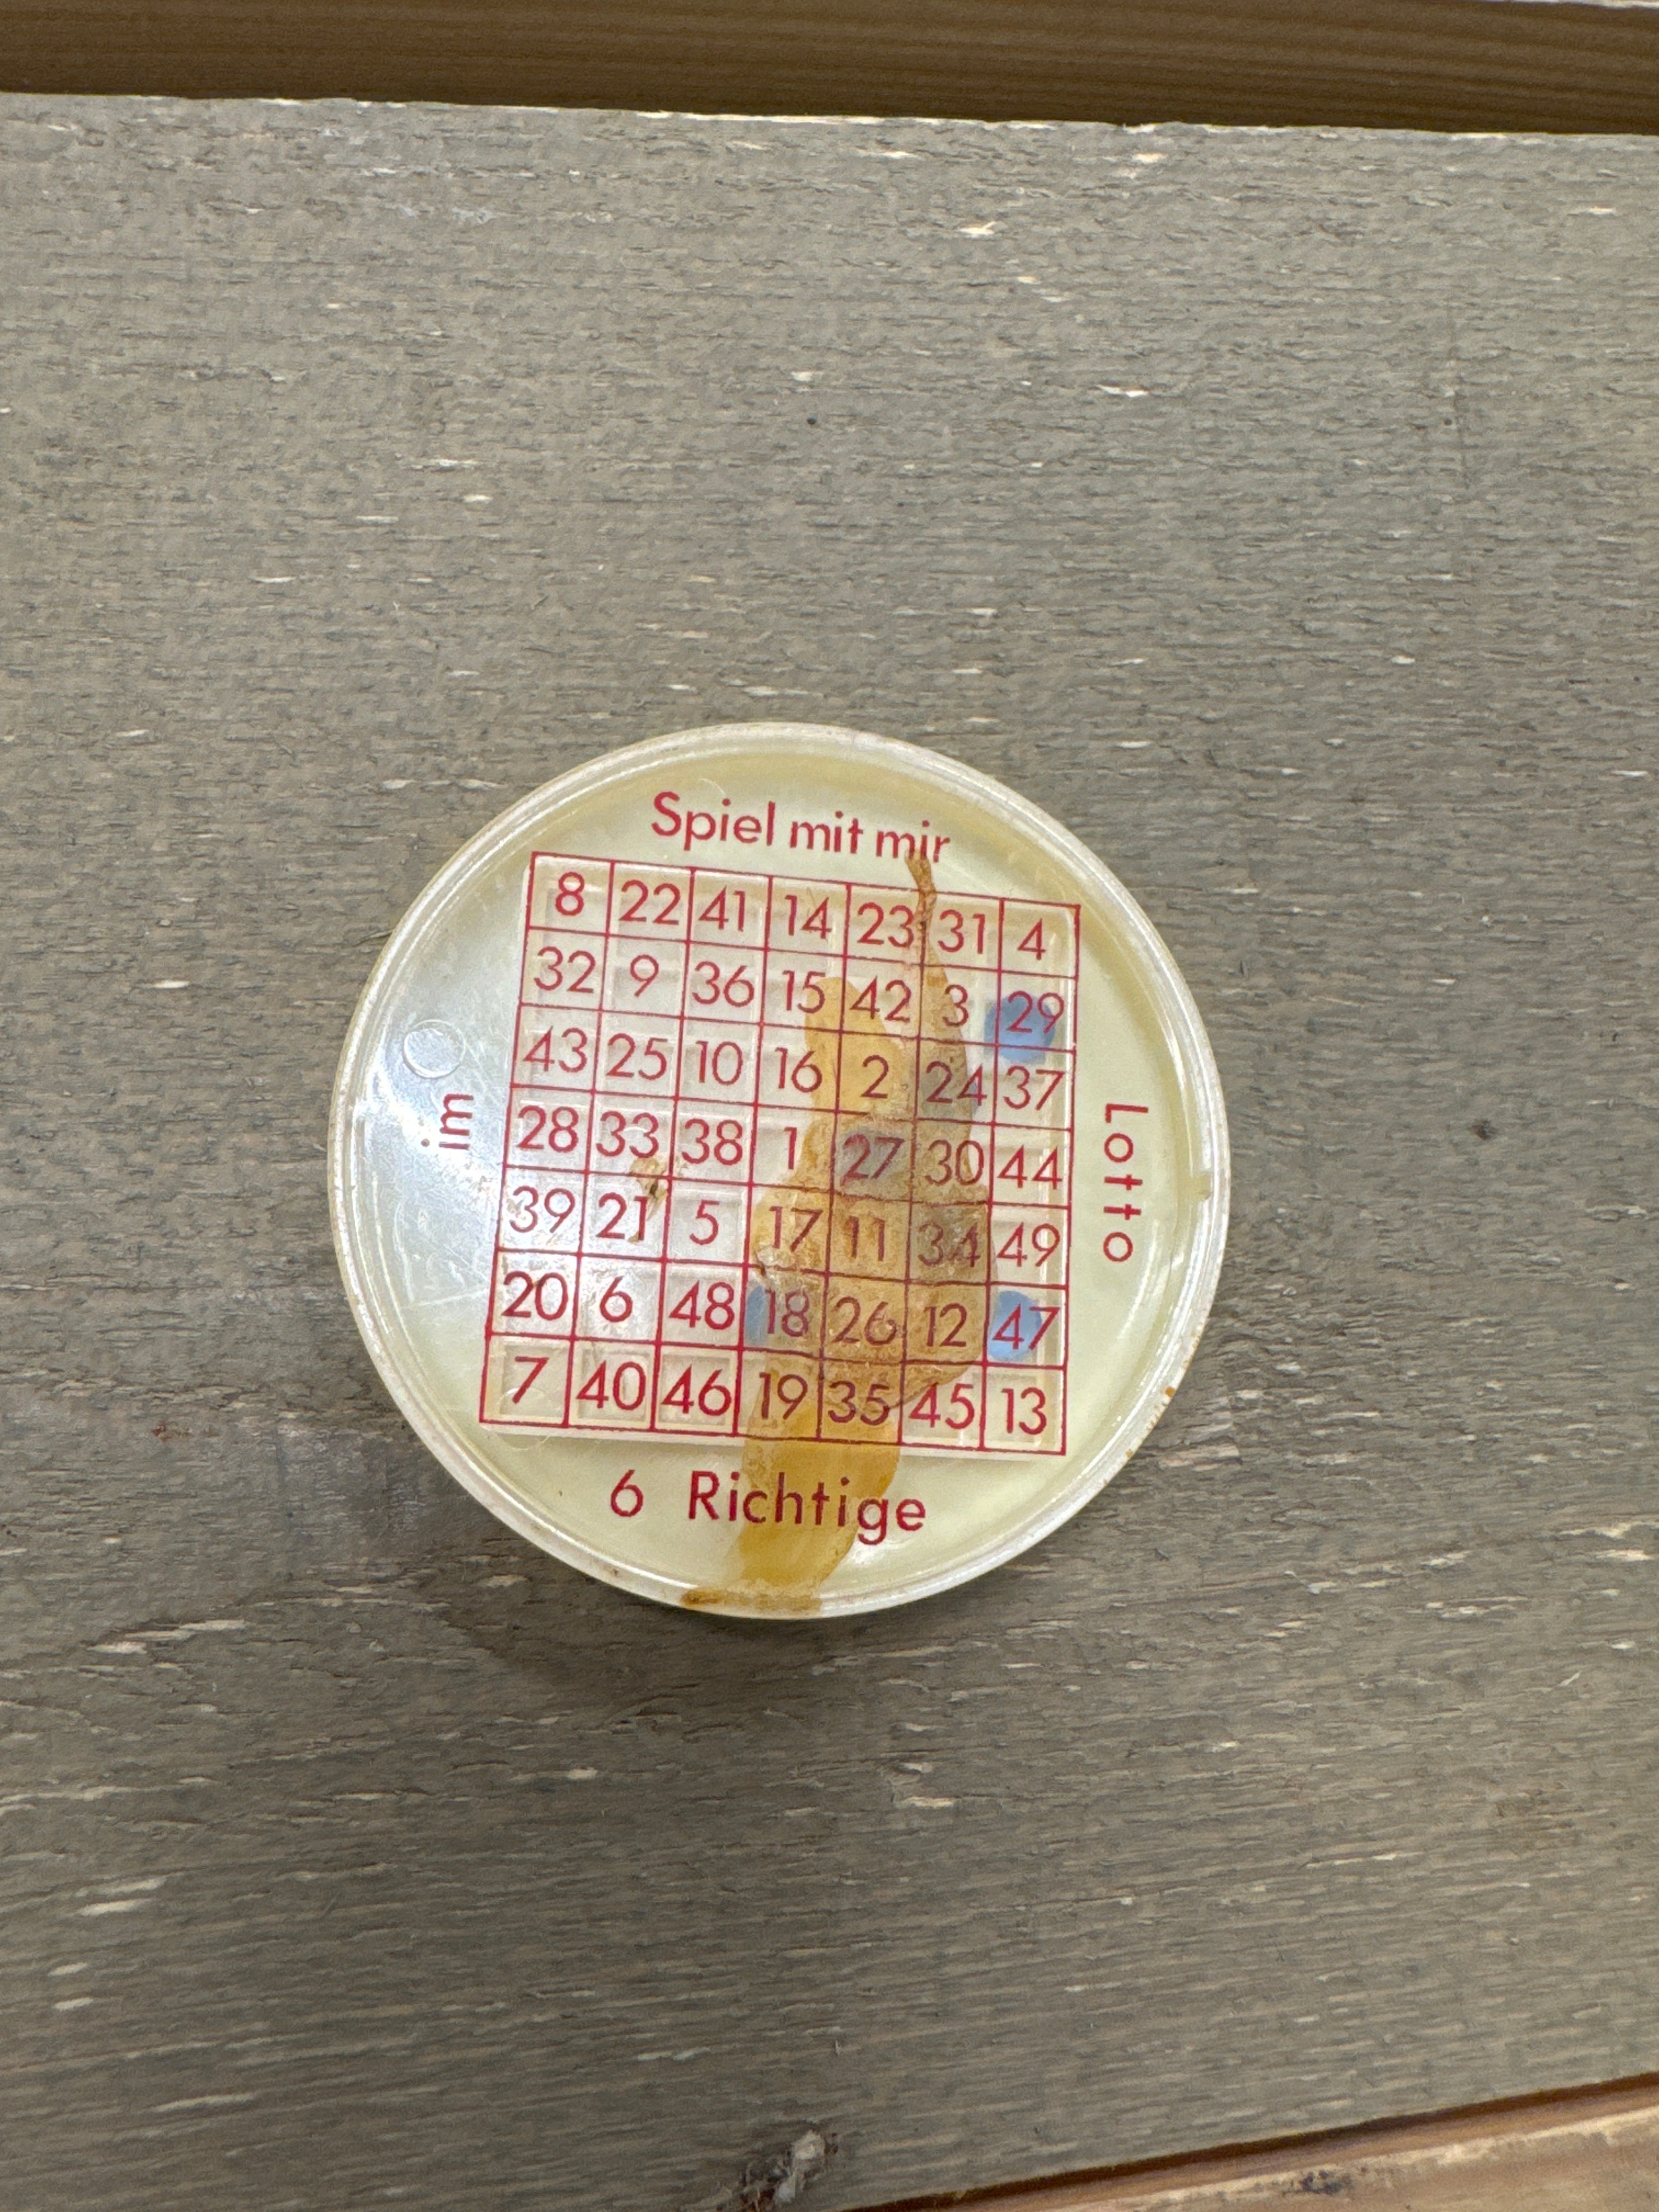 Spiel mit mir
8 22 41 14 23 31 4
32 9 36 15 42 3 29
43 25 10 16 2 24 37
28 33 38 1 27 30 44
39 21 5 17 11 34 49
20 6 48 18 26 12 47
7 40 46 19 35 45 13
im
Lotto
6 Richtige